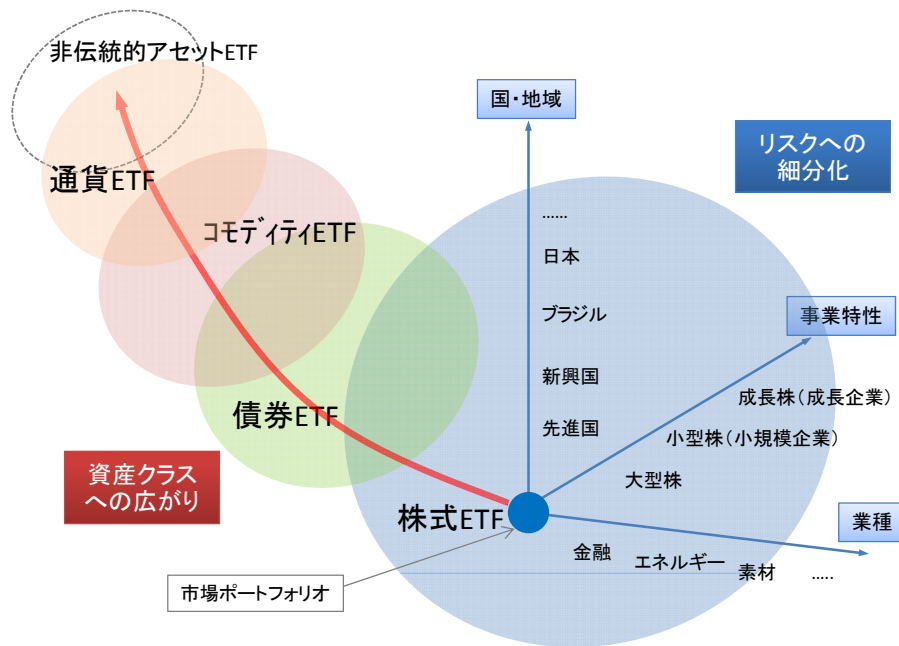 非伝統的アセットETF
国・地域
リスクへの
細分化
通貨ETF
コモディティETF
......
日本
ブラジル
事業特性
新興国
成長株(成長企業)
債券ETF
先進国
小型株(小規模企業)
資産クラス
への広がり
大型株
株式ETF
業種
金融
エネルギー
素材
.....
市場ポートフォリオ